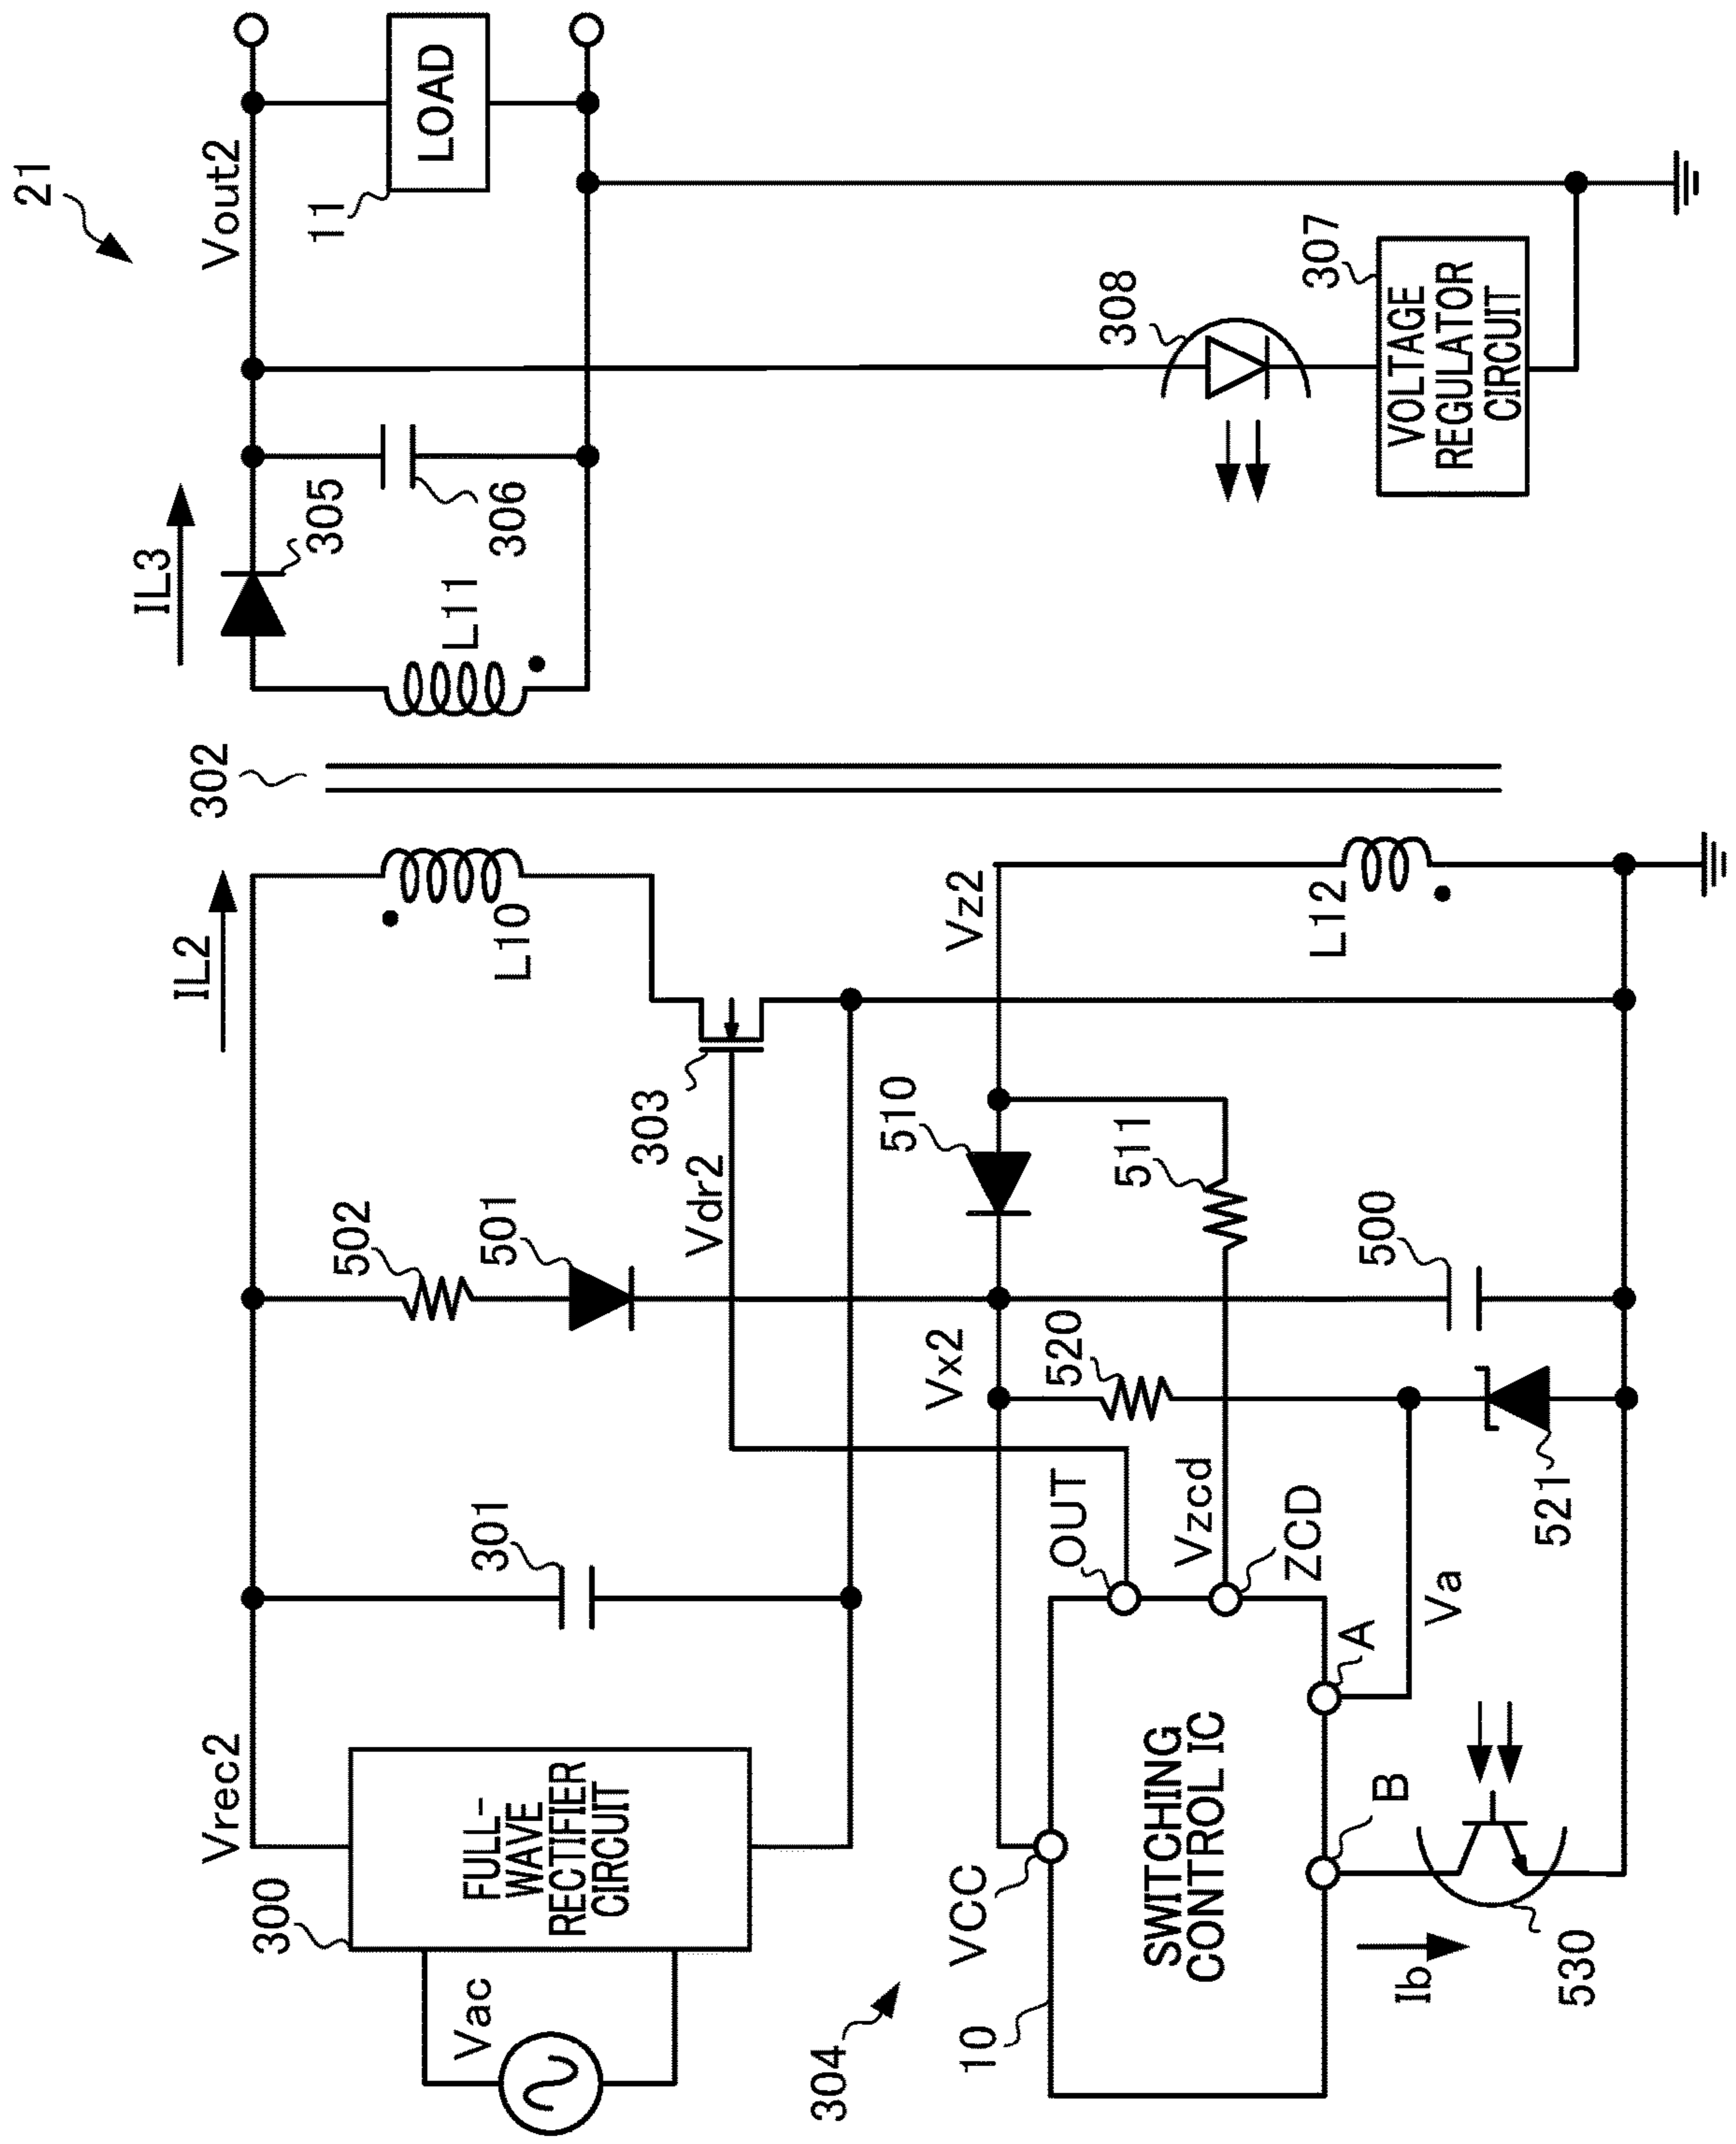 21
IL3
Vout2
305
306
L11
11
LOAD
308
307
VOLTAGE
REGULATOR
CIRCUIT
302
IL2
L10
303
Vdr2
502
501
301
Vrec2
300
FULL-
WAVE
RECTIFIER
CIRCUIT
Vac
304
Vz2
L12
510
511
500
Vx2
520
521
OUT
Vzcd
ZCD
VCC
10
SWITCHING
CONTROL IC
A
Va
B
Ib
530